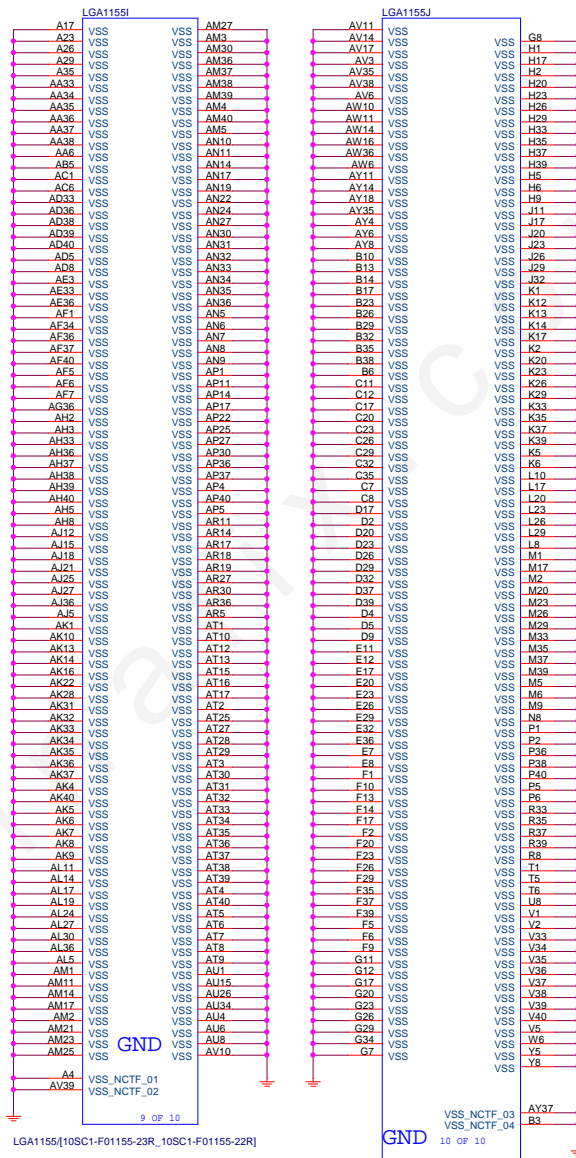 LGA1155I
A17 VSS VSS AM27
A23 VSS VSS AM3
A26 VSS VSS AM30
A29 VSS VSS AM36
A35 VSS VSS AM37
AA33 VSS VSS AM38
AA34 VSS VSS AM39
AA35 VSS VSS AM4
AA36 VSS VSS AM40
AA37 VSS VSS AM5
AA38 VSS VSS AN10
AA6 VSS VSS AN11
AB5 VSS VSS AN14
AC1 VSS VSS AN17
AC6 VSS VSS AN19
AD33 VSS VSS AN22
AD36 VSS VSS AN24
AD38 VSS VSS AN27
AD39 VSS VSS AN30
AD40 VSS VSS AN31
AD5 VSS VSS AN32
AD8 VSS VSS AN33
AE3 VSS VSS AN34
AE33 VSS VSS AN35
AE36 VSS VSS AN36
AF1 VSS VSS AN5
AF34 VSS VSS AN6
AF36 VSS VSS AN7
AF37 VSS VSS AN8
AF40 VSS VSS AN9
AF5 VSS VSS AP1
AF6 VSS VSS AP11
AF7 VSS VSS AP14
AG36 VSS VSS AP17
AH2 VSS VSS AP22
AH3 VSS VSS AP25
AH33 VSS VSS AP27
AH36 VSS VSS AP30
AH37 VSS VSS AP36
AH38 VSS VSS AP37
AH39 VSS VSS AP4
AH40 VSS VSS AP40
AH5 VSS VSS AP5
AH8 VSS VSS AR11
AJ12 VSS VSS AR14
AJ15 VSS VSS AR17
AJ18 VSS VSS AR18
AJ21 VSS VSS AR19
AJ25 VSS VSS AR27
AJ27 VSS VSS AR30
AJ36 VSS VSS AR36
AJ5 VSS VSS AR5
AK1 VSS VSS AT1
AK10 VSS VSS AT10
AK13 VSS VSS AT12
AK14 VSS VSS AT13
AK16 VSS VSS AT15
AK22 VSS VSS AT16
AK28 VSS VSS AT17
AK31 VSS VSS AT2
AK32 VSS VSS AT25
AK33 VSS VSS AT27
AK34 VSS VSS AT28
AK35 VSS VSS AT29
AK36 VSS VSS AT3
AK37 VSS VSS AT30
AK4 VSS VSS AT31
AK40 VSS VSS AT32
AK5 VSS VSS AT33
AK6 VSS VSS AT34
AK7 VSS VSS AT35
AK8 VSS VSS AT36
AK9 VSS VSS AT37
AL11 VSS VSS AT38
AL14 VSS VSS AT39
AL17 VSS VSS AT4
AL19 VSS VSS AT40
AL24 VSS VSS AT5
AL27 VSS VSS AT6
AL30 VSS VSS AT7
AL36 VSS VSS AT8
AL5 VSS VSS AT9
AM1 VSS VSS AU1
AM11 VSS VSS AU15
AM14 VSS VSS AU26
AM17 VSS VSS AU34
AM2 VSS VSS AU4
AM21 VSS VSS AU6
AM23 VSS VSS AU8
AM25 VSS GND VSS AV10
A4 VSS_NCTF_01
AV39 VSS_NCTF_02
9 OF 10
LGA1155/[10SC1-F01155-23R_10SC1-F01155-22R]
LGA1155J
AV11 VSS
AV14 VSS VSS G8
AV17 VSS VSS H1
AV3 VSS VSS H17
AV35 VSS VSS H2
AV38 VSS VSS H20
AV6 VSS VSS H23
AW10 VSS VSS H26
AW11 VSS VSS H29
AW14 VSS VSS H33
AW16 VSS VSS H35
AW36 VSS VSS H37
AW6 VSS VSS H39
AY11 VSS VSS H5
AY14 VSS VSS H6
AY18 VSS VSS H9
AY35 VSS VSS J11
AY4 VSS VSS J17
AY6 VSS VSS J20
AY8 VSS VSS J23
B10 VSS VSS J26
B13 VSS VSS J29
B14 VSS VSS J32
B17 VSS VSS K1
B23 VSS VSS K12
B26 VSS VSS K13
B29 VSS VSS K14
B32 VSS VSS K17
B35 VSS VSS K2
B38 VSS VSS K20
B6 VSS VSS K23
C11 VSS VSS K26
C12 VSS VSS K29
C17 VSS VSS K33
C20 VSS VSS K35
C23 VSS VSS K37
C26 VSS VSS K39
C29 VSS VSS K5
C32 VSS VSS K6
C35 VSS VSS L10
C7 VSS VSS L17
C8 VSS VSS L20
D17 VSS VSS L23
D2 VSS VSS L26
D20 VSS VSS L29
D23 VSS VSS L8
D26 VSS VSS M1
D29 VSS VSS M17
D32 VSS VSS M2
D37 VSS VSS M20
D39 VSS VSS M23
D4 VSS VSS M26
D5 VSS VSS M29
D9 VSS VSS M33
E11 VSS VSS M35
E12 VSS VSS M37
E17 VSS VSS M39
E20 VSS VSS M5
E23 VSS VSS M6
E26 VSS VSS M9
E29 VSS VSS N8
E32 VSS VSS P1
E36 VSS VSS P2
E7 VSS VSS P36
E8 VSS VSS P38
F1 VSS VSS P40
F10 VSS VSS P5
F13 VSS VSS P6
F14 VSS VSS R33
F17 VSS VSS R35
F2 VSS VSS R37
F20 VSS VSS R39
F23 VSS VSS R8
F26 VSS VSS T1
F29 VSS VSS T5
F35 VSS VSS T6
F37 VSS VSS U8
F39 VSS VSS V1
F5 VSS VSS V2
F6 VSS VSS V33
F9 VSS VSS V34
G11 VSS VSS V35
G12 VSS VSS V36
G17 VSS VSS V37
G20 VSS VSS V38
G23 VSS VSS V39
G26 VSS VSS V40
G29 VSS VSS V5
G34 VSS VSS W6
G7 VSS VSS Y5
VSS Y8
VSS_NCTF_03 AY37
VSS_NCTF_04 B3
GND 10 OF 10